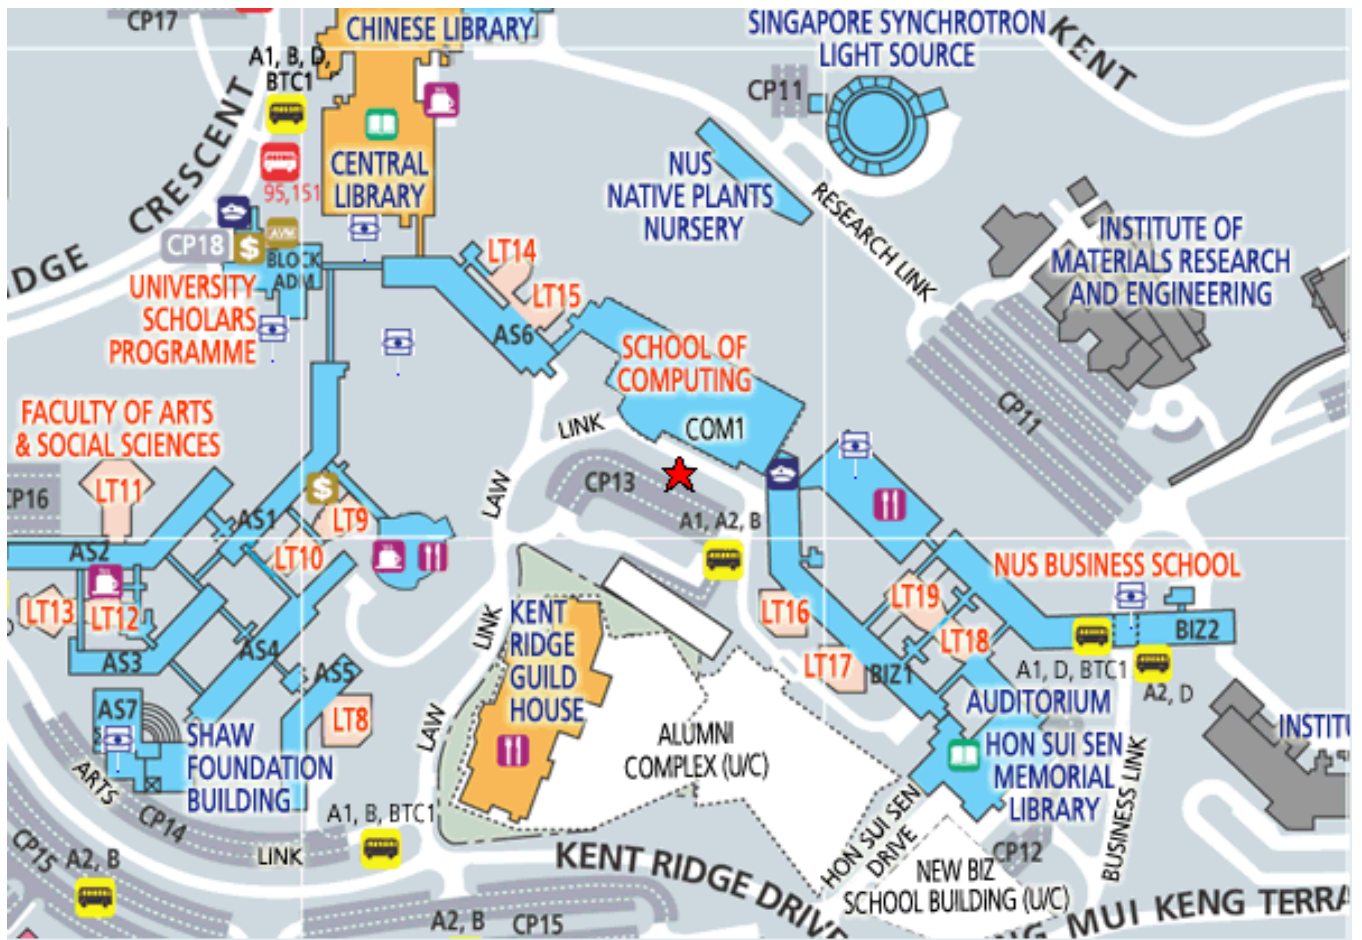 CP17
CHINESE LIBRARY
SINGAPORE SYNCHROTRON
LIGHT SOURCE
KENT
A1, B, D,
BTC1
CP11
CRESCENT
CENTRAL
LIBRARY
95,151
NUS
NATIVE PLANTS
NURSERY
RESEARCH LINK
INSTITUTE OF
MATERIALS RESEARCH
AND ENGINEERING
CP18
$
AVM
BLOCK
ADM
IDGE
UNIVERSITY
SCHOLARS
PROGRAMME
LT14
LT15
AS6
SCHOOL OF
COMPUTING
COM1
CP11
FACULTY OF ARTS
& SOCIAL SCIENCES
LINK
CP16
LT11
$
CP13
LAW
AS1
LT9
A1, A2, B
AS2
LT10
NUS BUSINESS SCHOOL
LT13
LT12
LT16
LT19
LINK
KENT
RIDGE
GUILD
HOUSE
BIZ2
LT18
AS3
AS4
AS5
LT17
BIZ1
A1, D, BTC1
A2, D
AS7
LT8
AUDITORIUM
LAW
ALUMNI
COMPLEX (U/C)
SHAW
FOUNDATION
BUILDING
HON SUI SEN
MEMORIAL
LIBRARY
INSTITU
BUSINESS LINK
ARTS
CP14
A1, B, BTC1
LINK
HON SUI SEN
DRIVE
CP12
CP15
A2, B
KENT RIDGE DRIVE
NEW BIZ
SCHOOL BUILDING (U/C)
A2, B
CP15
NG MUI KENG TERRA